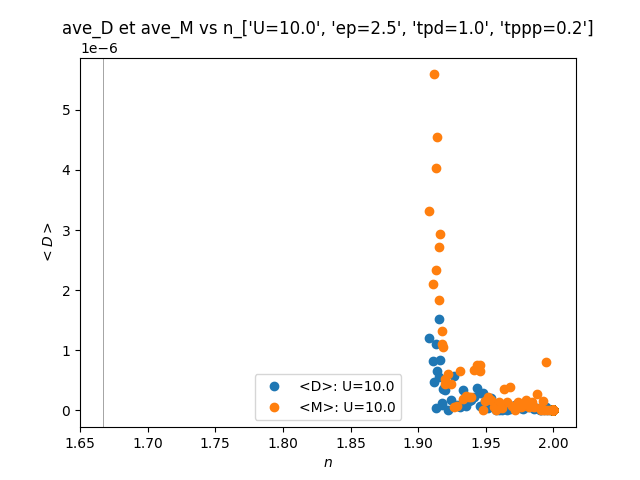 ave_D et ave_M vs n_['U=10.0', 'ep=2.5', 'tpd=1.0', 'tppp=0.2']
1e−6
5
4
3
2
1
0
<D>
<D>: U=10.0
<M>: U=10.0
1.65 1.70 1.75 1.80 1.85 1.90 1.95 2.00
n